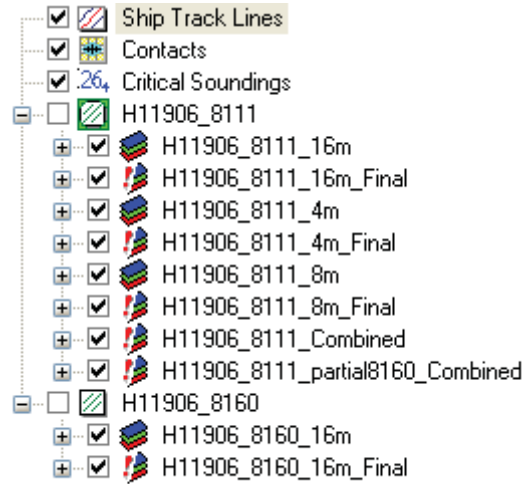 Ship Track Lines
Contacts
.26₄ Critical Soundings
H11906_8111
H11906_8111_16m
H11906_8111_16m_Final
H11906_8111_4m
H11906_8111_4m_Final
H11906_8111_8m
H11906_8111_8m_Final
H11906_8111_Combined
H11906_8111_partial8160_Combined
H11906_8160
H11906_8160_16m
H11906_8160_16m_Final